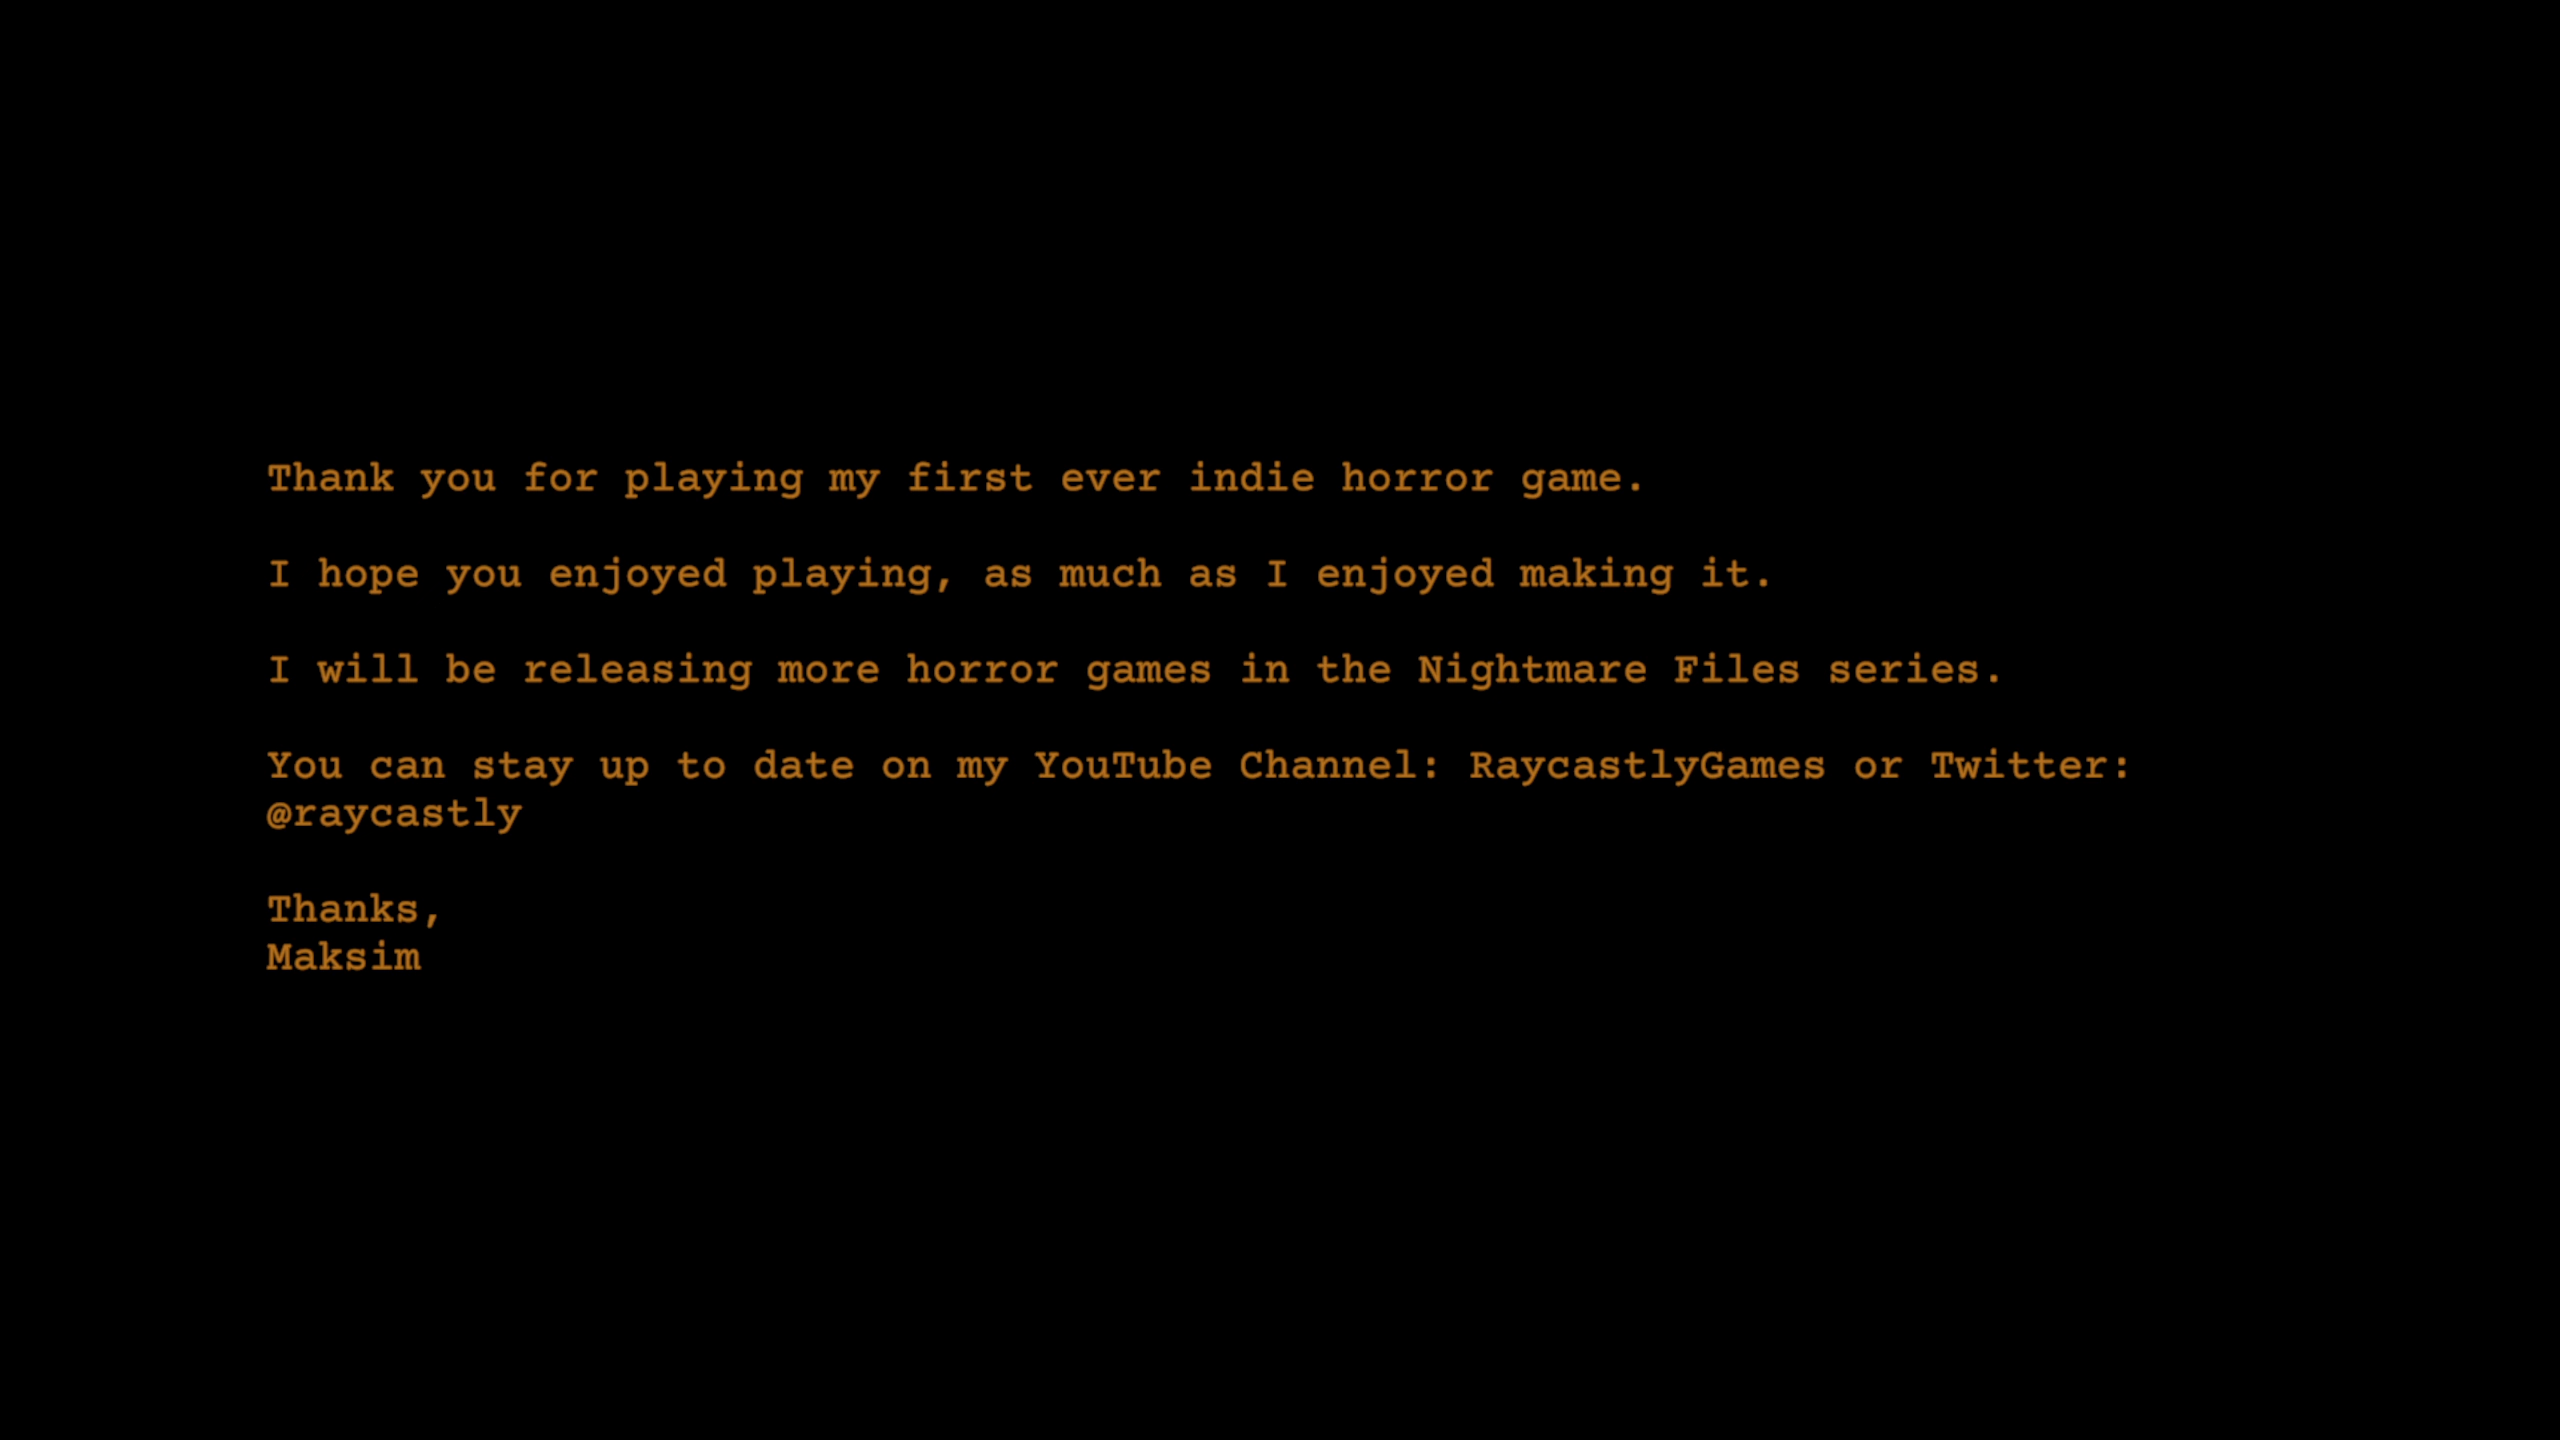 Thank you for playing my first ever indie horror game.
I hope you enjoyed playing, as much as I enjoyed making it.
I will be releasing more horror games in the Nightmare Files series.
You can stay up to date on my YouTube Channel: RaycastlyGames or Twitter:
@raycastly
Thanks,
Maksim